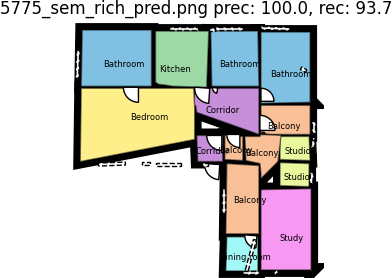 5775_sem_rich_pred.png prec: 100.0, rec: 93.7
Bathroom
Kitchen
Bathroom
Bathroom
Corridor
Bedroom
Balcony
Corridor
Balcony
Balcony
Studio
Studio
Balcony
Study
ining room